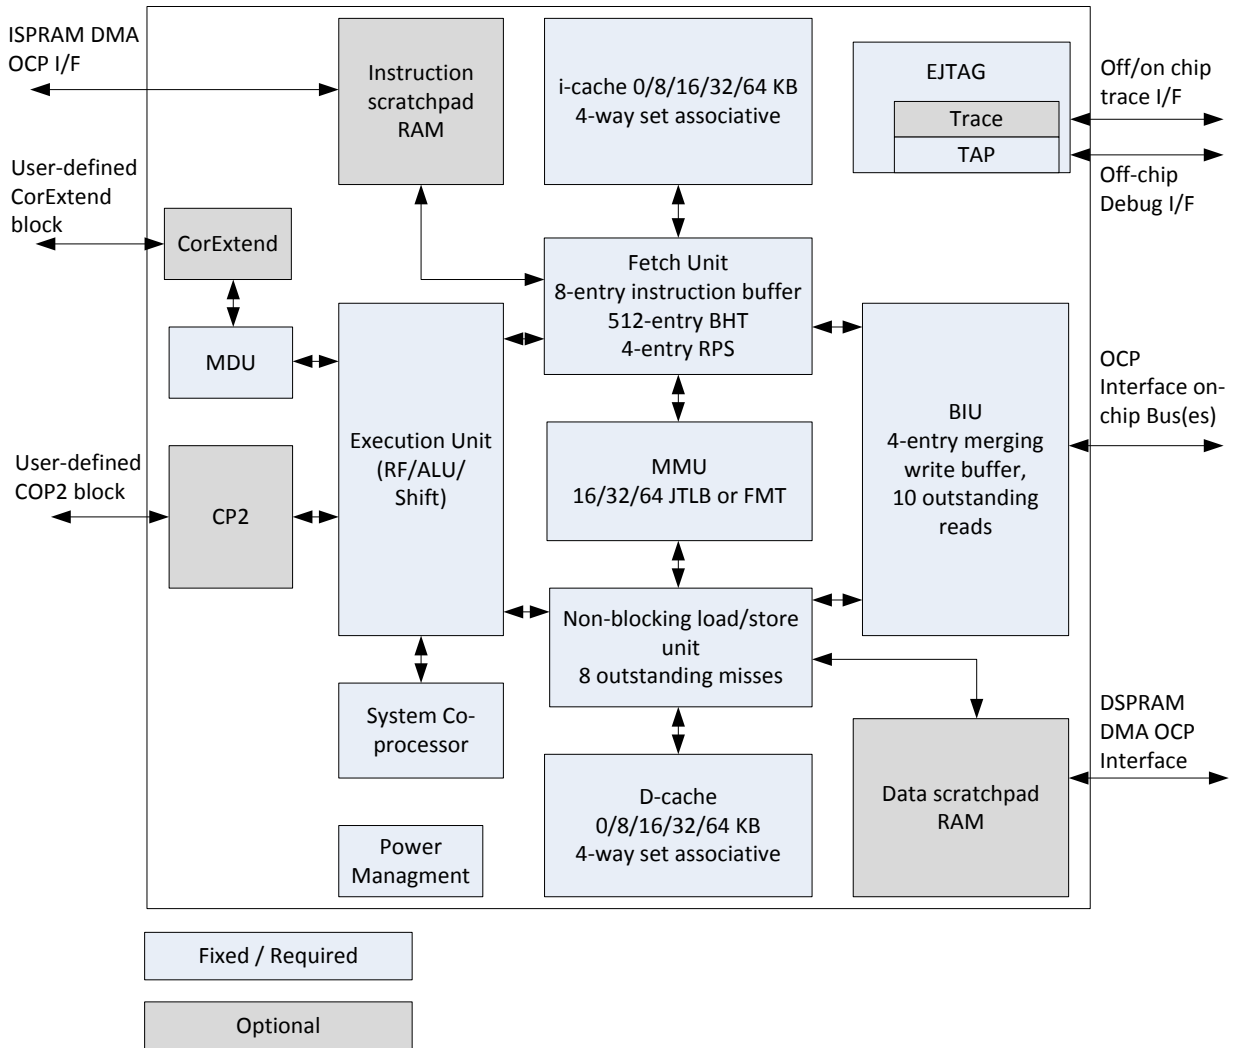 ISPRAM DMA
OCP I/F
Instruction
scratchpad
RAM
i-cache 0/8/16/32/64 KB
4-way set associative
EJTAG
Trace
TAP
Off/on chip
trace I/F
Off-chip
Debug I/F
User-defined
CorExtend
block
CorExtend
Fetch Unit
8-entry instruction buffer
512-entry BHT
4-entry RPS
MDU
Execution Unit
(RF/ALU/
Shift)
MMU
16/32/64 JTLB or FMT
BIU
4-entry merging
write buffer,
10 outstanding
reads
OCP
Interface on-
chip Bus(es)
User-defined
COP2 block
CP2
Non-blocking load/store
unit
8 outstanding misses
System Co-
processor
D-cache
0/8/16/32/64 KB
4-way set associative
Data scratchpad
RAM
DSPRAM
DMA OCP
Interface
Power
Managment
Fixed / Required
Optional